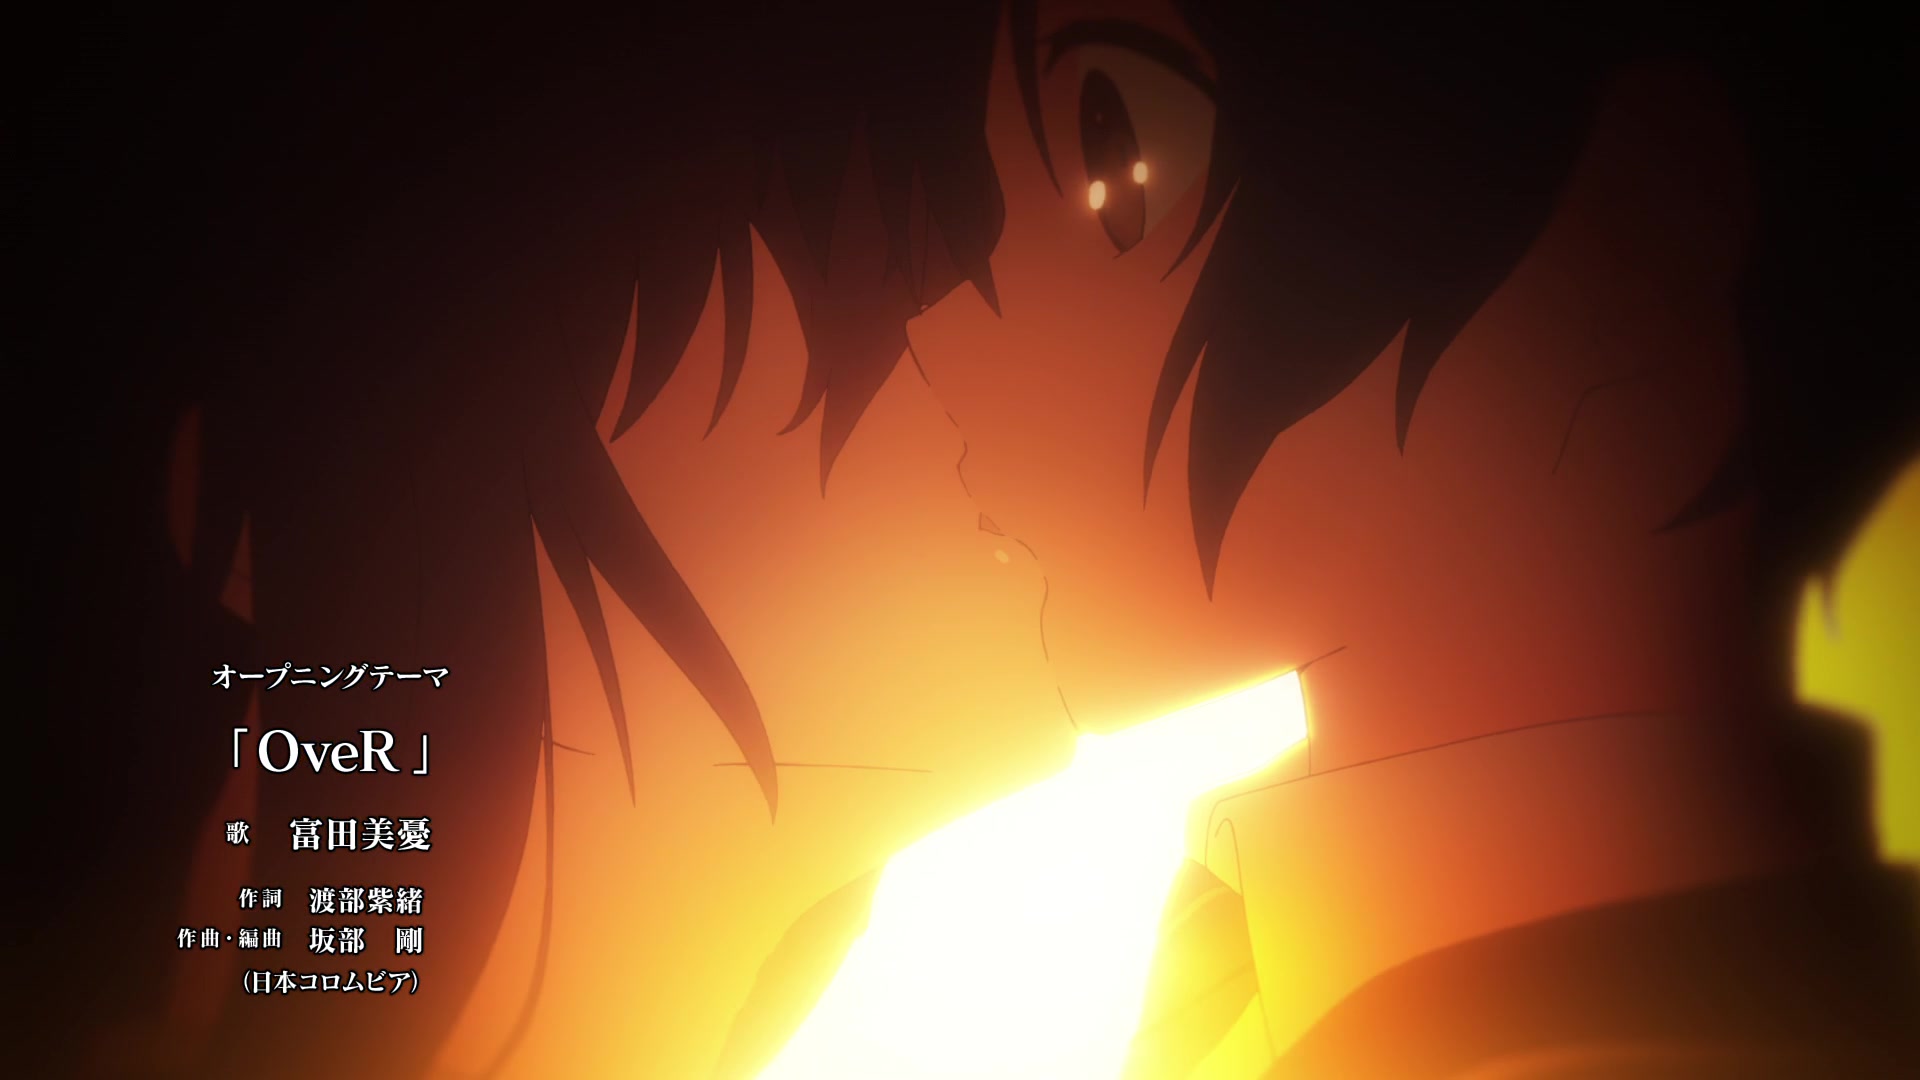 オープニングテーマ
「OveR」
歌 富田美憂
作詞 渡部紫緒
作曲・編曲 坂部 剛
(日本コロムビア)